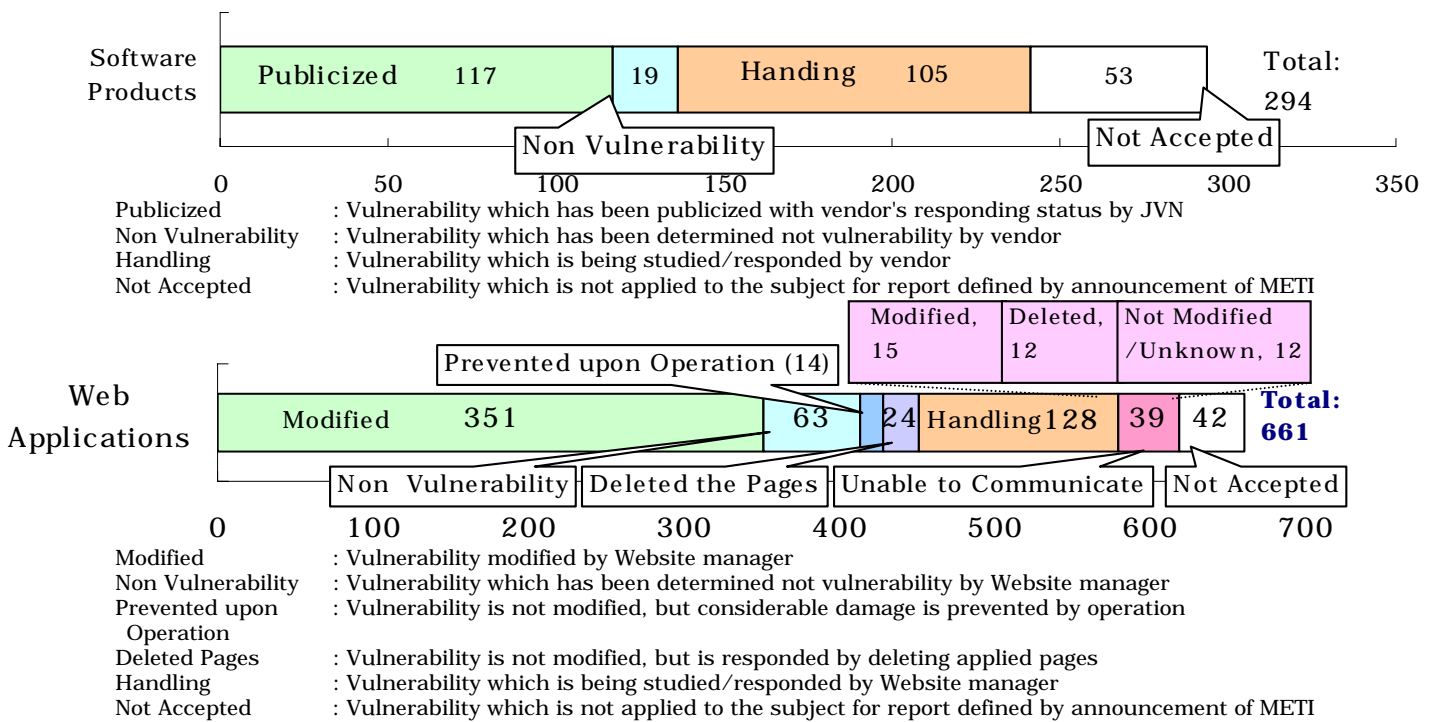 Software
Products
Publicized 117
19
Handing 105
53
Total:
294
Non Vulnerability
Not Accepted
0 50 100 150 200 250 300 350
Publicized : Vulnerability which has been publicized with vendor's responding status by JVN
Non Vulnerability : Vulnerability which has been determined not vulnerability by vendor
Handling : Vulnerability which is being studied/responded by vendor
Not Accepted : Vulnerability which is not applied to the subject for report defined by announcement of METI
Modified,
15
Deleted,
12
Not Modified
/Unknown, 12
Prevented upon Operation (14)
Web
Applications
Modified 351
63
24
Handling128
39
42
Total:
661
Non Vulnerability
Deleted the Pages
Unable to Communicate
Not Accepted
0 100 200 300 400 500 600 700
Modified : Vulnerability modified by Website manager
Non Vulnerability : Vulnerability which has been determined not vulnerability by Website manager
Prevented upon : Vulnerability is not modified, but considerable damage is prevented by operation
Operation
Deleted Pages : Vulnerability is not modified, but is responded by deleting applied pages
Handling : Vulnerability which is being studied/responded by Website manager
Not Accepted : Vulnerability which is not applied to the subject for report defined by announcement of METI